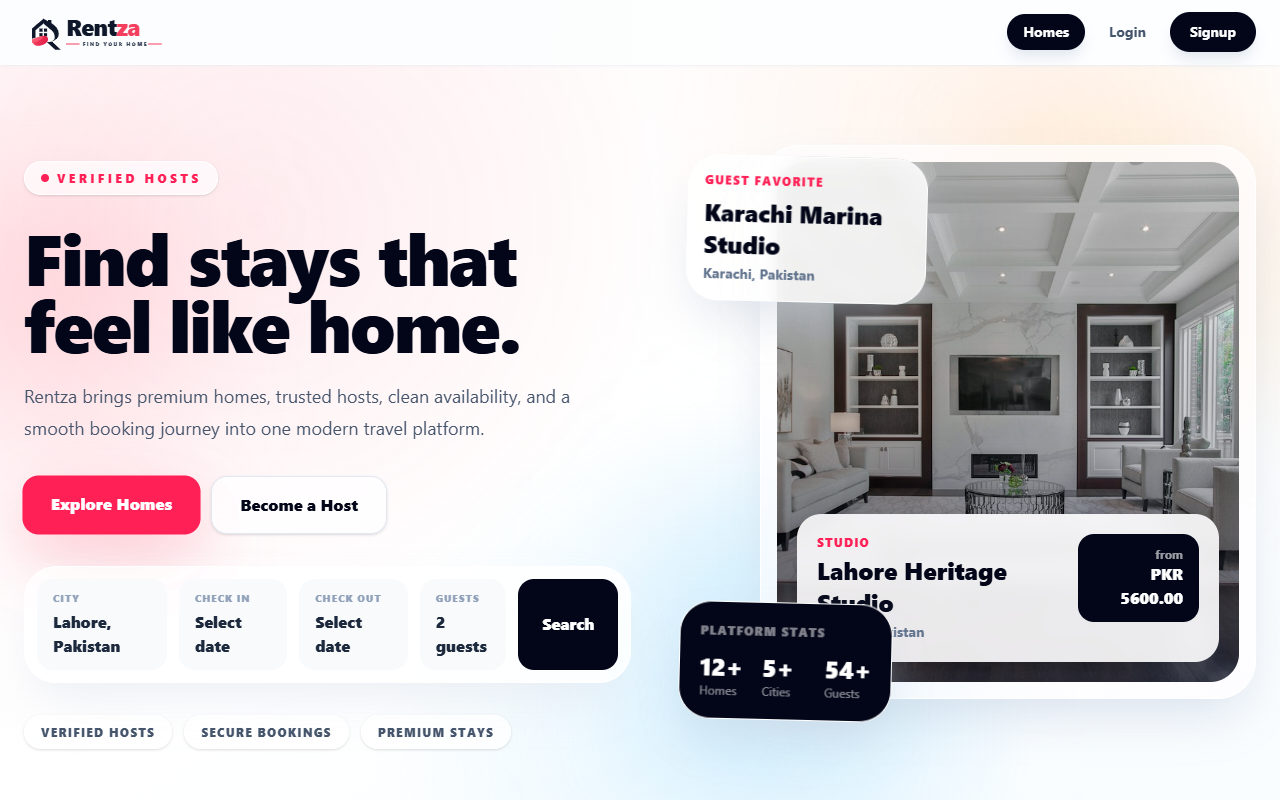 Rentza
FIND YOUR HOME
Homes
Login
Signup
VERIFIED HOSTS
Find stays that
feel like home.
Rentza brings premium homes, trusted hosts, clean availability, and a
smooth booking journey into one modern travel platform.
Explore Homes
Become a Host
CITY
Lahore,
Pakistan
CHECK IN
Select
date
CHECK OUT
Select
date
GUESTS
2
guests
Search
VERIFIED HOSTS
SECURE BOOKINGS
PREMIUM STAYS
GUEST FAVORITE
Karachi Marina
Studio
Karachi, Pakistan
STUDIO
Lahore Heritage
Studio
from
PKR
5600.00
PLATFORM STATS
12+
Homes
5+
Cities
54+
Guests